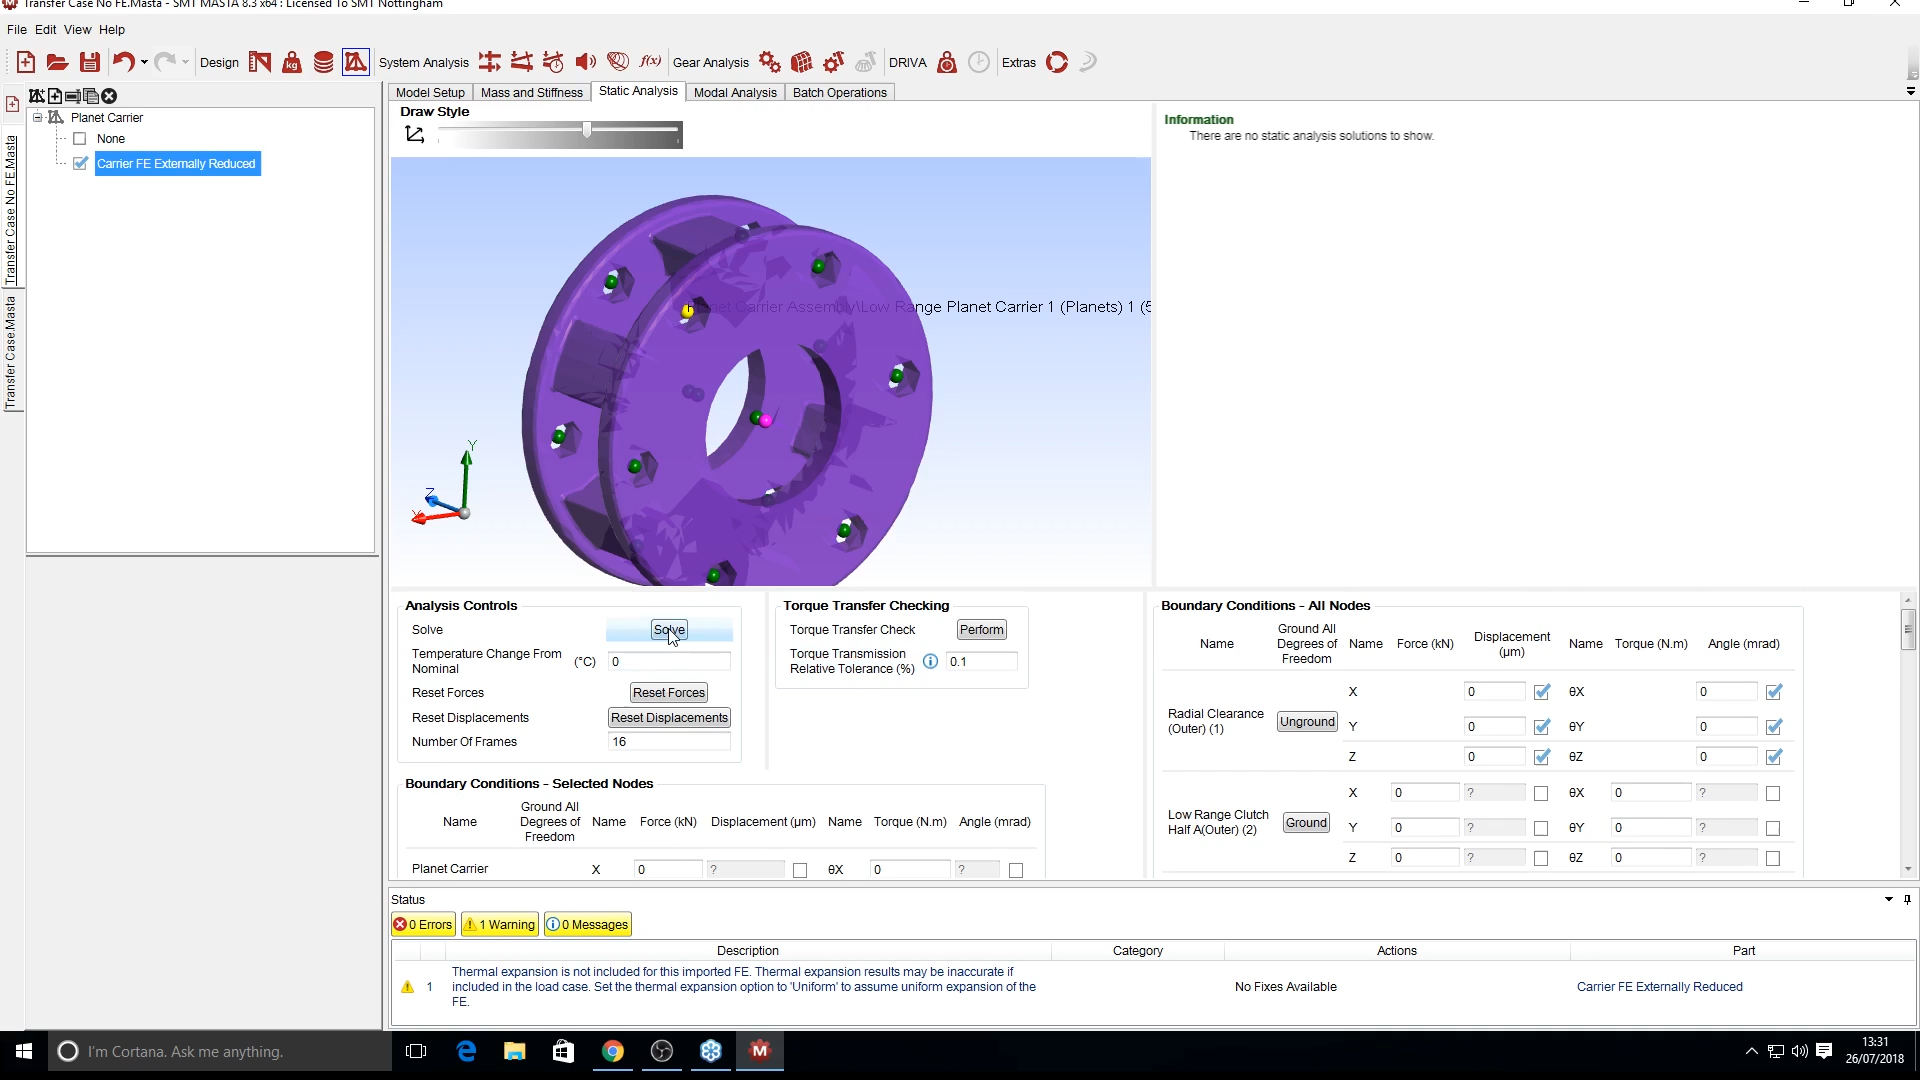 Transfer Case No FE.Masta - SMT MASTA 8.3 x64 : Licensed To SMT Nottingham
File Edit View Help
Design
kg
System Analysis
f(x)
Gear Analysis
DRIVA
Extras
Transfer Case No FE.Masta
Transfer Case.Masta
Planet Carrier
None
Carrier FE Externally Reduced
Model Setup
Mass and Stiffness
Static Analysis
Modal Analysis
Batch Operations
Draw Style
Range Planet Carrier 1 (Planets) 1 (5
Y
Z
X
Information
There are no static analysis solutions to show.
Analysis Controls
Solve
Solve
Temperature Change From
Nominal
(°C)
0
Reset Forces
Reset Forces
Reset Displacements
Reset Displacements
Number Of Frames
16
Torque Transfer Checking
Torque Transfer Check
Perform
Torque Transmission
Relative Tolerance (%)
0.1
Boundary Conditions - Selected Nodes
Name
Ground All
Degrees of
Freedom
Name Force (kN) Displacement (μm) Name Torque (N.m) Angle (mrad)
Planet Carrier X 0 ? θX 0 ?
Boundary Conditions - All Nodes
Name
Ground All
Degrees of
Freedom
Name Force (kN)
Displacement
(μm)
Name Torque (N.m) Angle (mrad)
Radial Clearance
(Outer) (1)
Unground
X 0 θX 0
Y 0 θY 0
Z 0 θZ 0
Low Range Clutch
Half A(Outer) (2)
Ground
X 0 ? θX 0 ?
Y 0 ? θY 0 ?
Z 0 ? θZ 0 ?
Status
0 Errors
1 Warning
0 Messages
Description Category Actions Part
1
Thermal expansion is not included for this imported FE. Thermal expansion results may be inaccurate if
included in the load case. Set the thermal expansion option to 'Uniform' to assume uniform expansion of the
FE.
No Fixes Available
Carrier FE Externally Reduced
I'm Cortana. Ask me anything.
M
13:31
26/07/2018